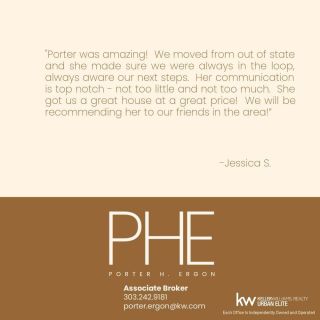 "Porter was amazing!  We moved from out of state
and she made sure we were always in the loop,
always aware our next steps.  Her communication
is top notch - not too little and not too much.  She
got us a great house at a great price!  We will be
recommending her to our friends in the area!"
-Jessica S.
PHE
PORTER H. ERGON
Associate Broker
303.242.9181
porter.ergon@kw.com
kw KELLERWILLIAMS REALTY
URBAN ELITE
Each Office Is Independently Owned and Operated